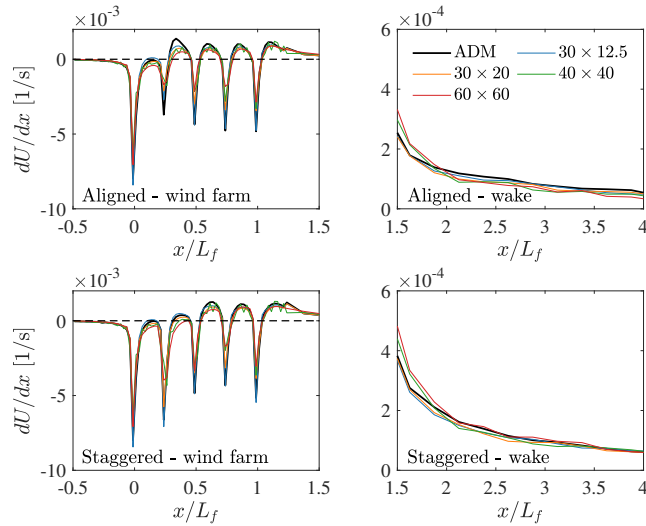 ×10⁻³
0
-5
-10
dU/dx [1/s]
Aligned - wind farm
-0.5 0 0.5 1 1.5
x/L_f
×10⁻⁴
6
4
2
0
ADM
30 × 12.5
30 × 20
40 × 40
60 × 60
Aligned - wake
1.5 2 2.5 3 3.5 4
x/L_f
×10⁻³
0
-5
-10
dU/dx [1/s]
Staggered - wind farm
-0.5 0 0.5 1 1.5
x/L_f
×10⁻⁴
6
4
2
0
Staggered - wake
1.5 2 2.5 3 3.5 4
x/L_f